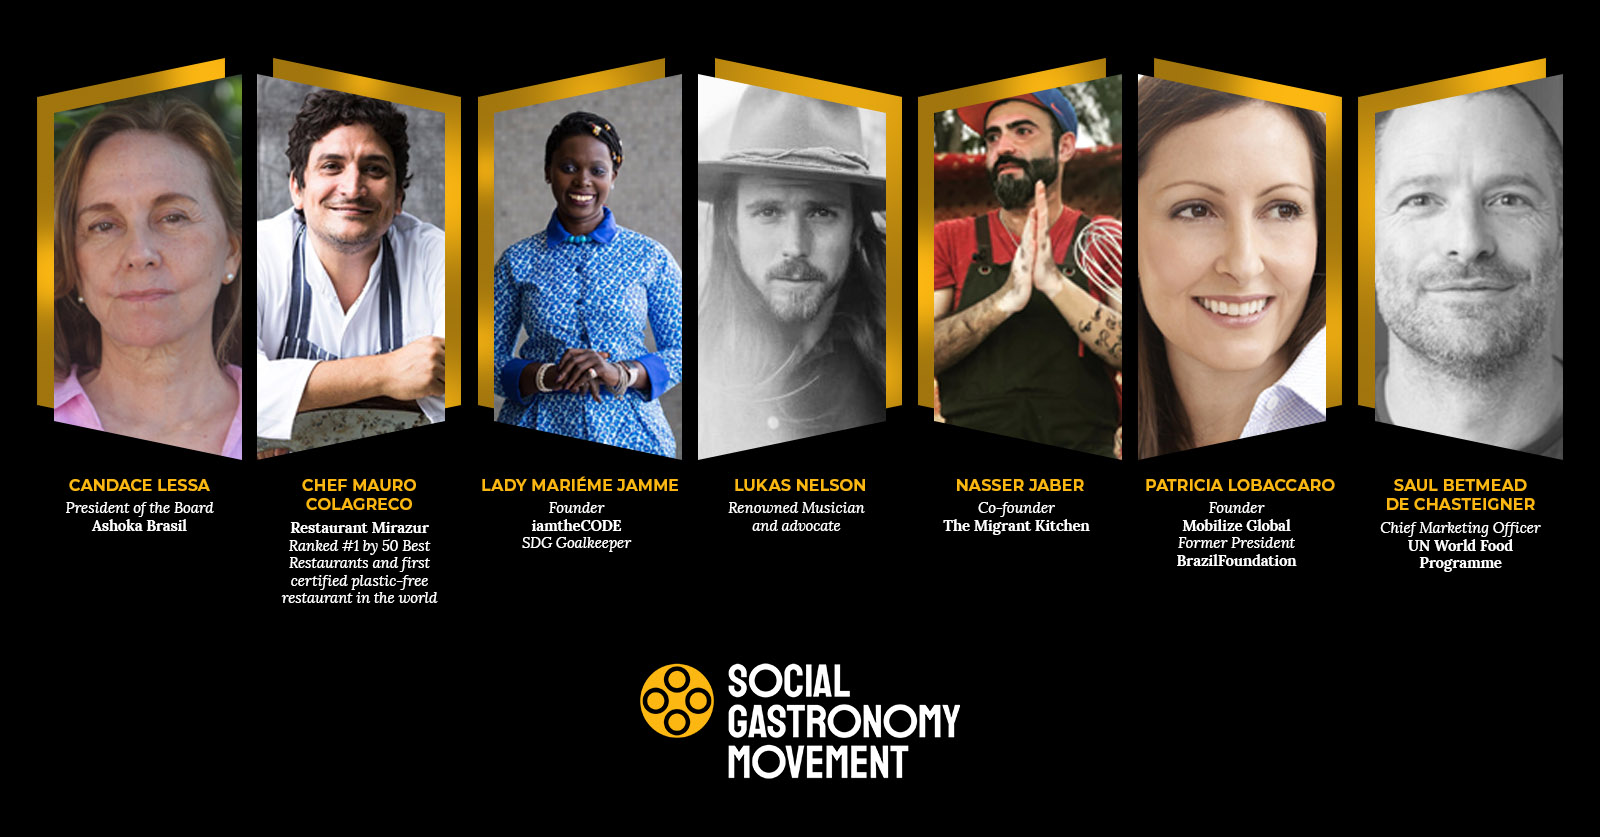 CANDACE LESSA
President of the Board
Ashoka Brasil
CHEF MAURO
COLAGRECO
Restaurant Mirazur
Ranked #1 by 50 Best
Restaurants and first
certified plastic-free
restaurant in the world
LADY MARIÉME JAMME
Founder
iamtheCODE
SDG Goalkeeper
LUKAS NELSON
Renowned Musician
and advocate
NASSER JABER
Co-founder
The Migrant Kitchen
PATRICIA LOBACCARO
Founder
Mobilize Global
Former President
BrazilFoundation
SAUL BETMEAD
DE CHASTEIGNER
Chief Marketing Officer
UN World Food
Programme
SOCIAL
GASTRONOMY
MOVEMENT